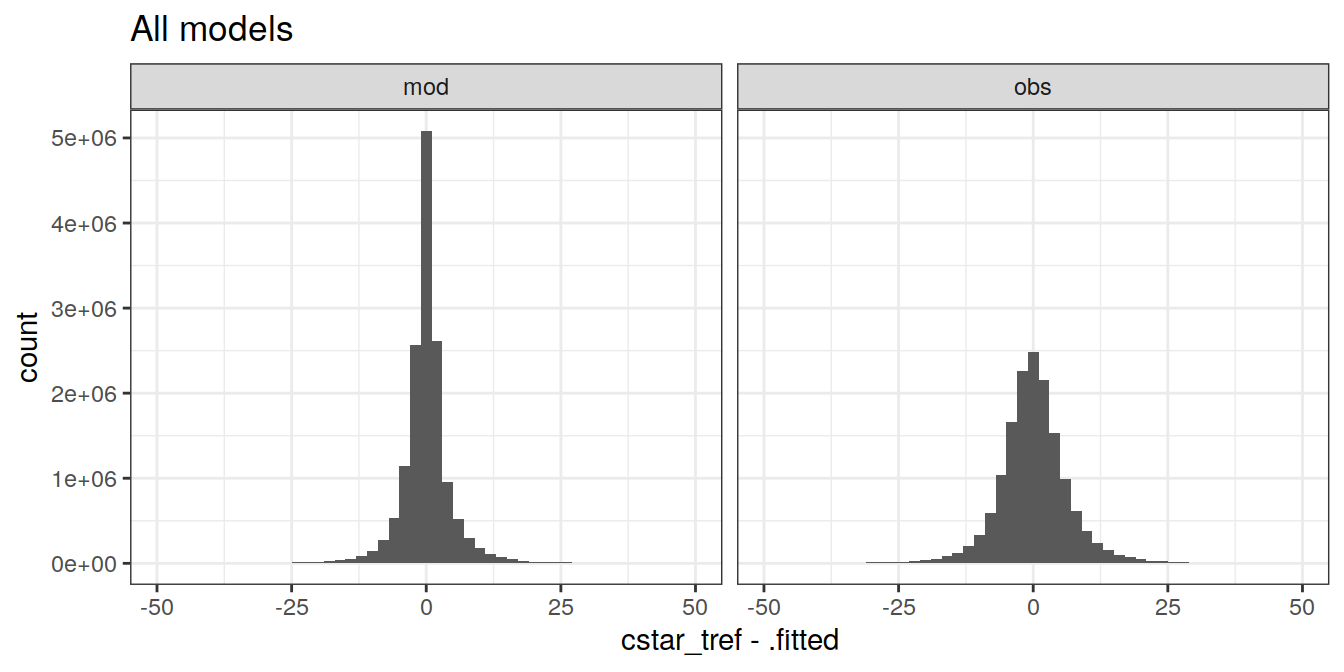 All models
mod obs
5e+06
4e+06
3e+06
2e+06
1e+06
0e+00
count
-50 -25 0 25 50 -50 -25 0 25 50
cstar_tref - .fitted